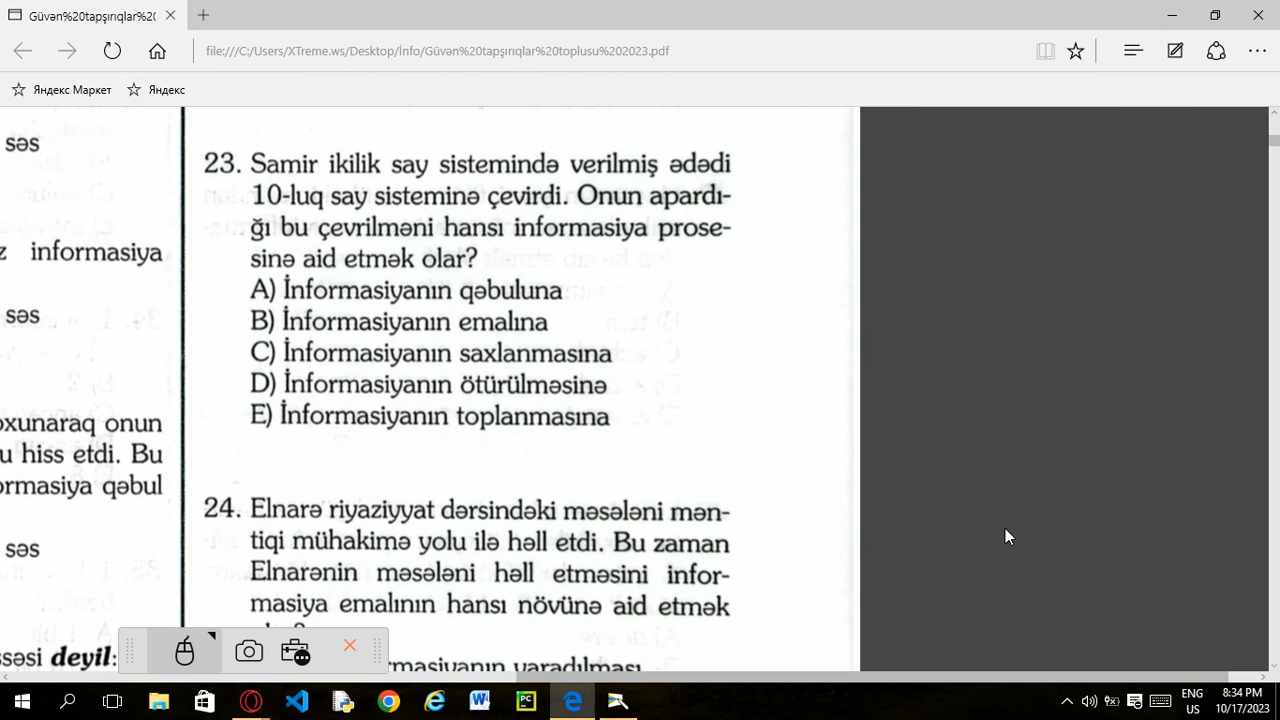 Güvən%20tapşırıqlar%20
file:///C:/Users/XTreme.ws/Desktop/İnfo/Güvən%20tapşırıqlar%20toplusu%202023.pdf
Яндекс Маркет
Яндекс
səs
informasiya
səs
oxunaraq onun
u hiss etdi. Bu
ormasiya qəbul
səs
ssəsi deyil:
23. Samir ikilik say sistemində verilmiş ədədi
10-luq say sisteminə çevirdi. Onun apardı-
ğı bu çevrilməni hansı informasiya prose-
sinə aid etmək olar?
A) İnformasiyanın qəbuluna
B) İnformasiyanın emalına
C) İnformasiyanın saxlanmasına
D) İnformasiyanın ötürülməsinə
E) İnformasiyanın toplanmasına
24. Elnarə riyaziyyat dərsindəki məsələni mən-
tiqi mühakimə yolu ilə həll etdi. Bu zaman
Elnarənin məsələni həll etməsini infor-
masiya emalının hansı növünə aid etmək
rmasiyanın yaradılması
ENG
US
8:34 PM
10/17/2023